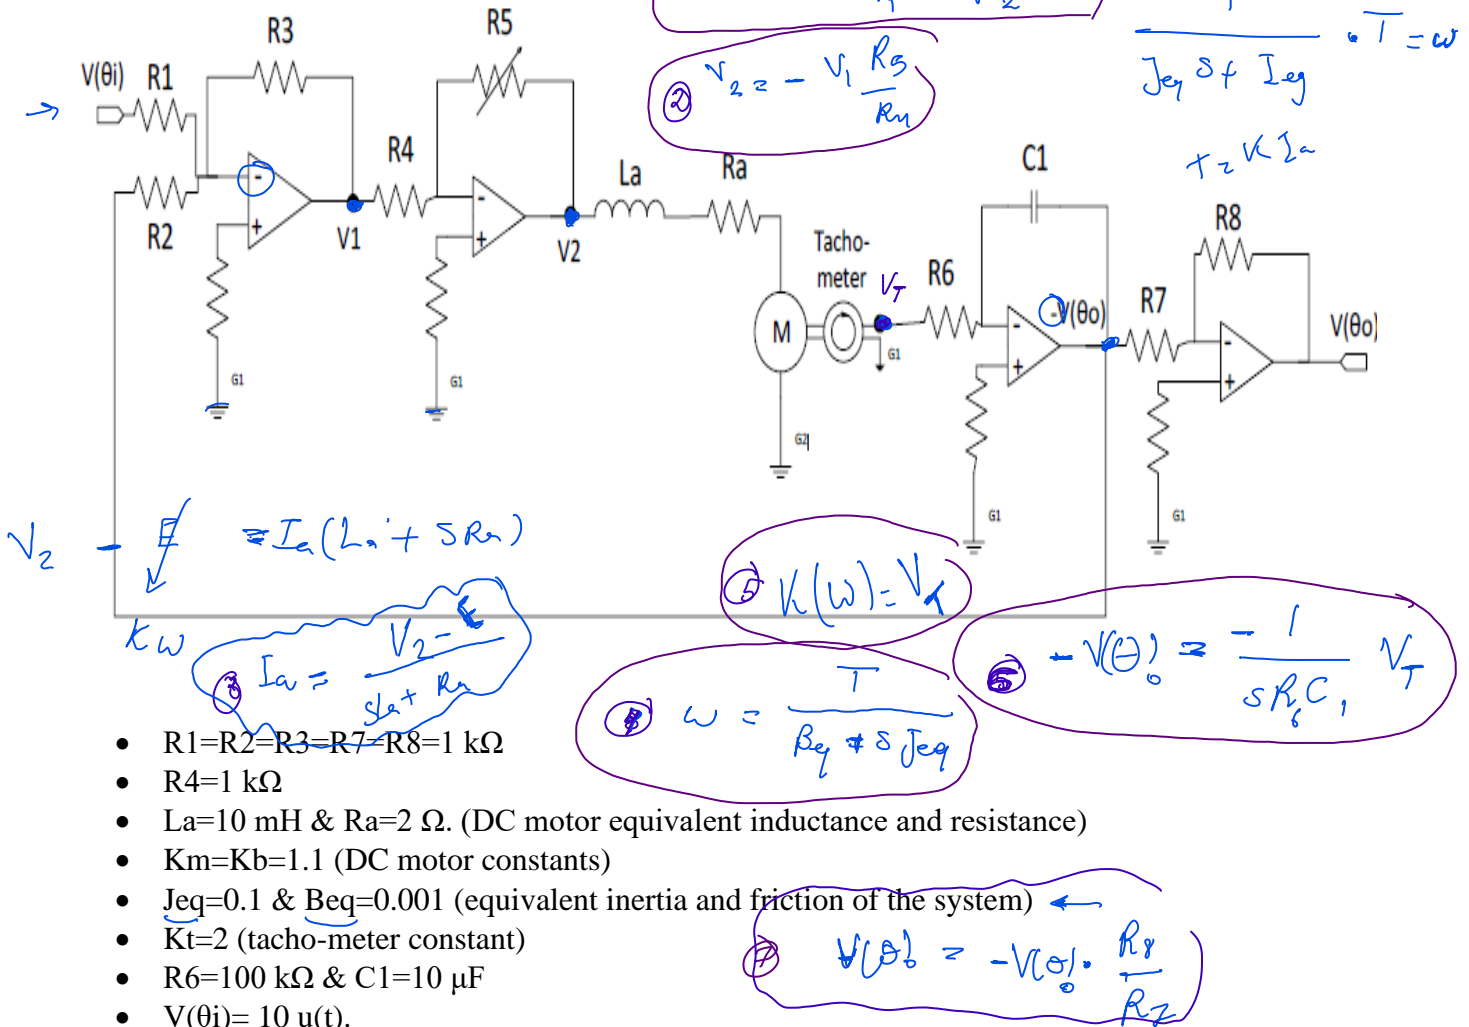 R3
R5
V(θi) R1
② V2 = - V1 R5
R4
1
Jeq S + Ieq . T = ω
T = K Ia
R4
La
Ra
C1
R2
V1
V2
Tacho-
meter
VT
R6
-V(θo)
R7
R8
V(θo)
M
G1
G1
G1
G2
G1
G1
V2 - E = Ia (La + SRa)
Kω
③ Ia = V2 - E
sLa + Ra
⑤ K(ω) = VT
ω = T
Beq + S Jeq
⑥ - V(θ)o = - 1 VT
SR6C1
• R1=R2=R3=R7=R8=1 kΩ
• R4=1 kΩ
• La=10 mH & Ra=2 Ω. (DC motor equivalent inductance and resistance)
• Km=Kb=1.1 (DC motor constants)
• Jeq=0.1 & Beq=0.001 (equivalent inertia and friction of the system)
• Kt=2 (tacho-meter constant)
• R6=100 kΩ & C1=10 μF
• V(θi)= 10 u(t).
⑦ V(θ)o = -V(θ)o . R8
R7